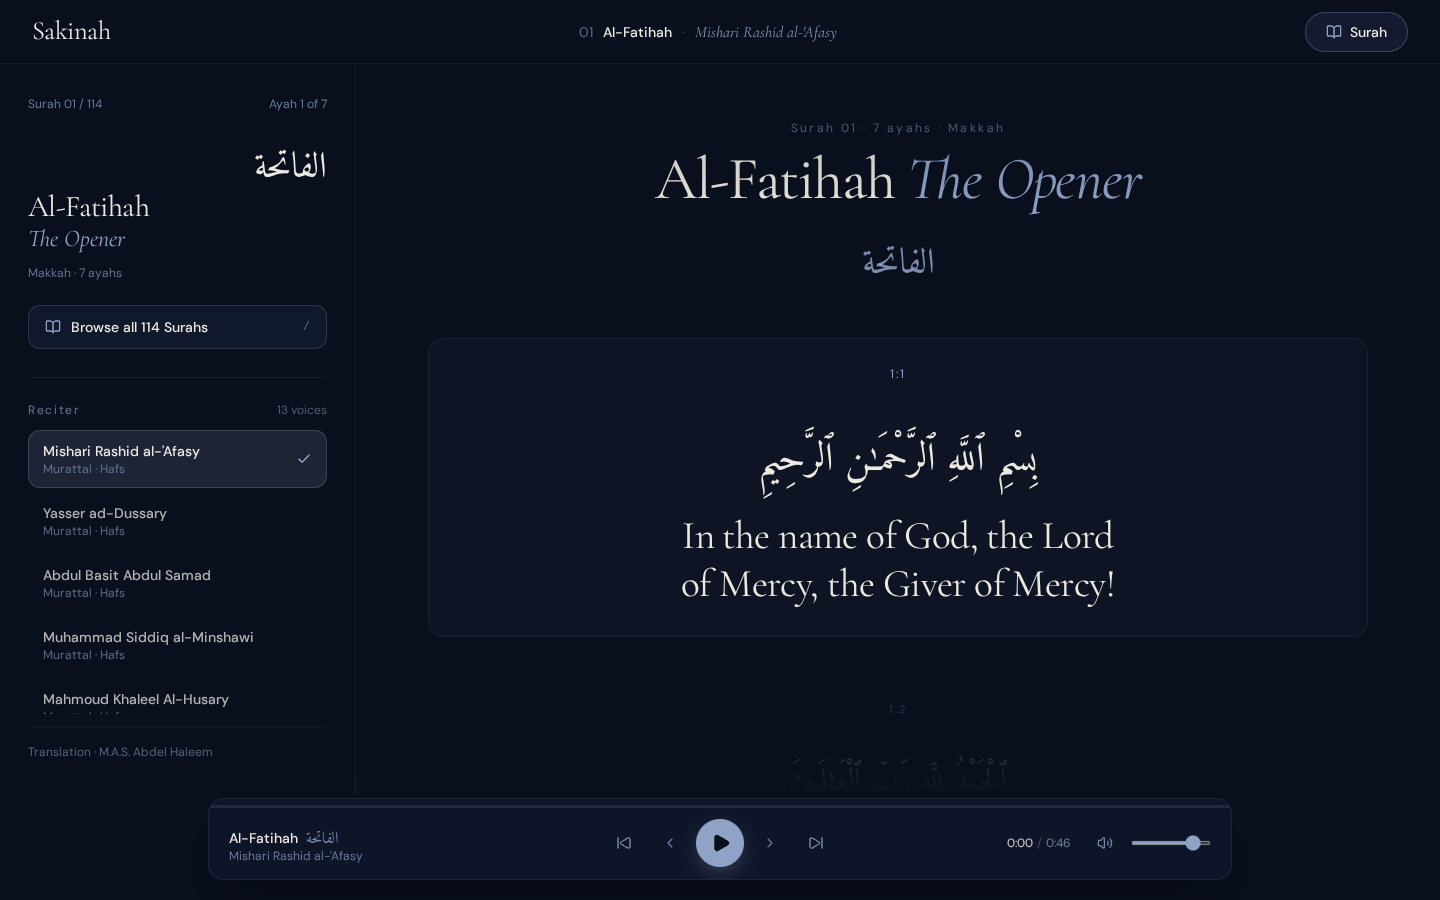 Sakinah
01 Al-Fatihah · Mishari Rashid al-'Afasy
Surah
Surah 01 / 114
Ayah 1 of 7
الفاتحة
Al-Fatihah
The Opener
Makkah · 7 ayahs
Browse all 114 Surahs /
Reciter
13 voices
Mishari Rashid al-'Afasy
Murattal · Hafs
Yasser ad-Dussary
Murattal · Hafs
Abdul Basit Abdul Samad
Murattal · Hafs
Muhammad Siddiq al-Minshawi
Murattal · Hafs
Mahmoud Khaleel Al-Husary
Translation · M.A.S. Abdel Haleem
Surah 01 · 7 ayahs · Makkah
Al-Fatihah The Opener
الفاتحة
1:1
بِسْمِ ٱللَّهِ ٱلرَّحْمَـٰنِ ٱلرَّحِيمِ
In the name of God, the Lord
of Mercy, the Giver of Mercy!
1:2
ٱلْحَمْدُ لِلَّهِ رَبِّ ٱلْعَـٰلَمِينَ
Al-Fatihah الفاتحة
Mishari Rashid al-'Afasy
0:00 / 0:46